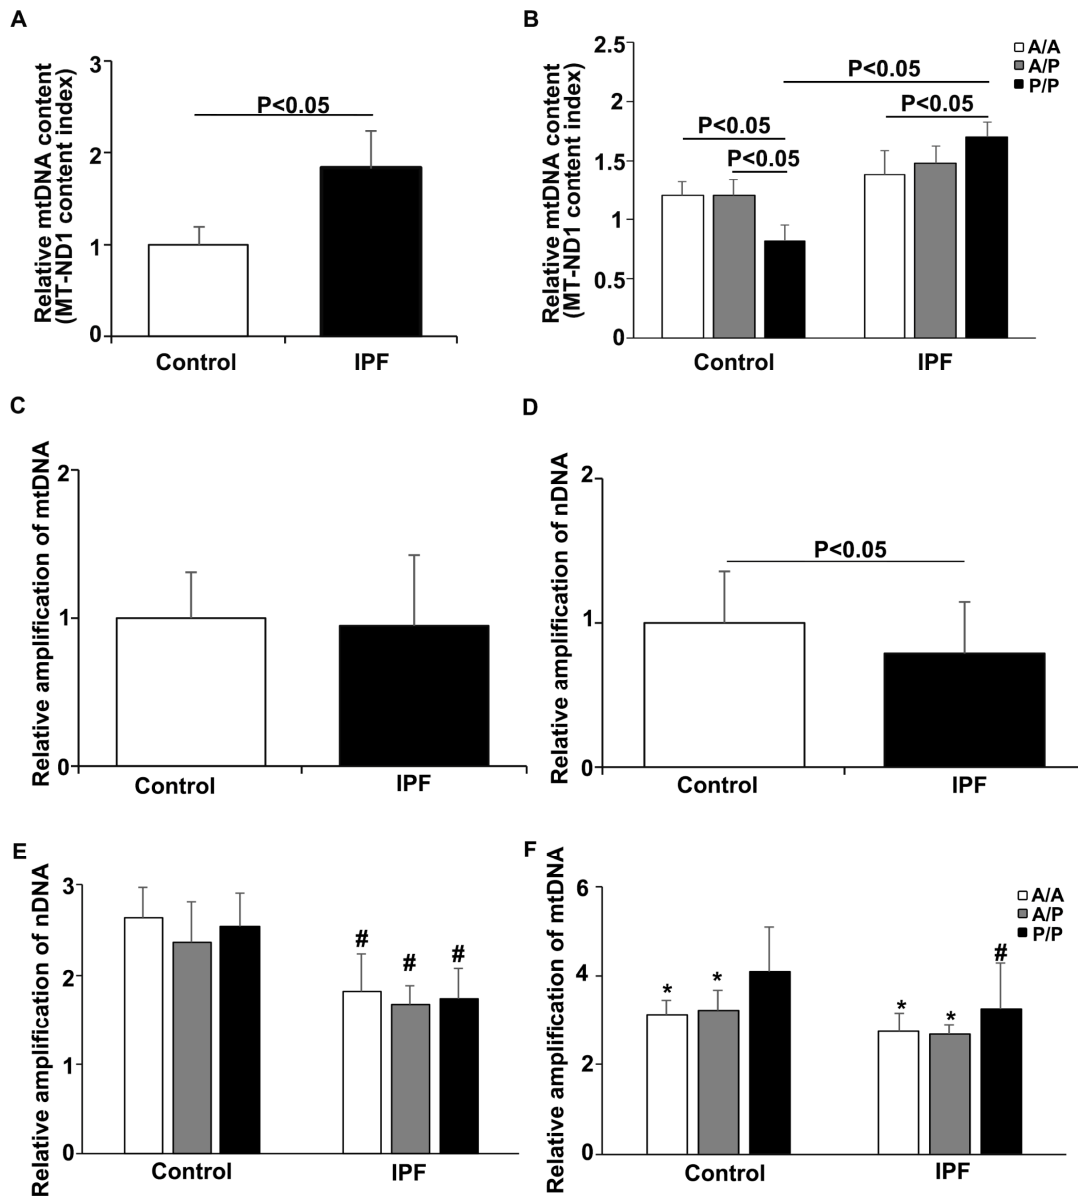 A
Relative mtDNA content
(MT-ND1 content index)
3
2
1
0
P<0.05
Control
IPF
B
Relative mtDNA content
(MT-ND1 content index)
2.5
2
1.5
1
0.5
0
P<0.05
P<0.05
P<0.05
P<0.05
A/A
A/P
P/P
Control
IPF
C
Relative amplification of mtDNA
2
1
0
Control
IPF
D
Relative amplification of nDNA
2
1
0
P<0.05
Control
IPF
E
Relative amplification of nDNA
3
2
1
0
# # #
Control
IPF
F
Relative amplification of mtDNA
6
4
2
0
* * * * #
A/A
A/P
P/P
Control
IPF